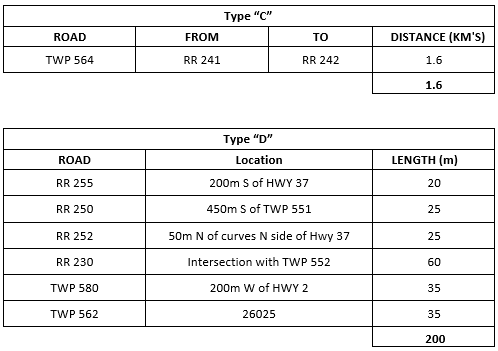 Type “C”
ROAD FROM TO DISTANCE (KM'S)
TWP 564 RR 241 RR 242 1.6
1.6
Type “D”
ROAD Location LENGTH (m)
RR 255 200m S of HWY 37 20
RR 250 450m S of TWP 551 25
RR 252 50m N of curves N side of Hwy 37 25
RR 230 Intersection with TWP 552 60
TWP 580 200m W of HWY 2 35
TWP 562 26025 35
200